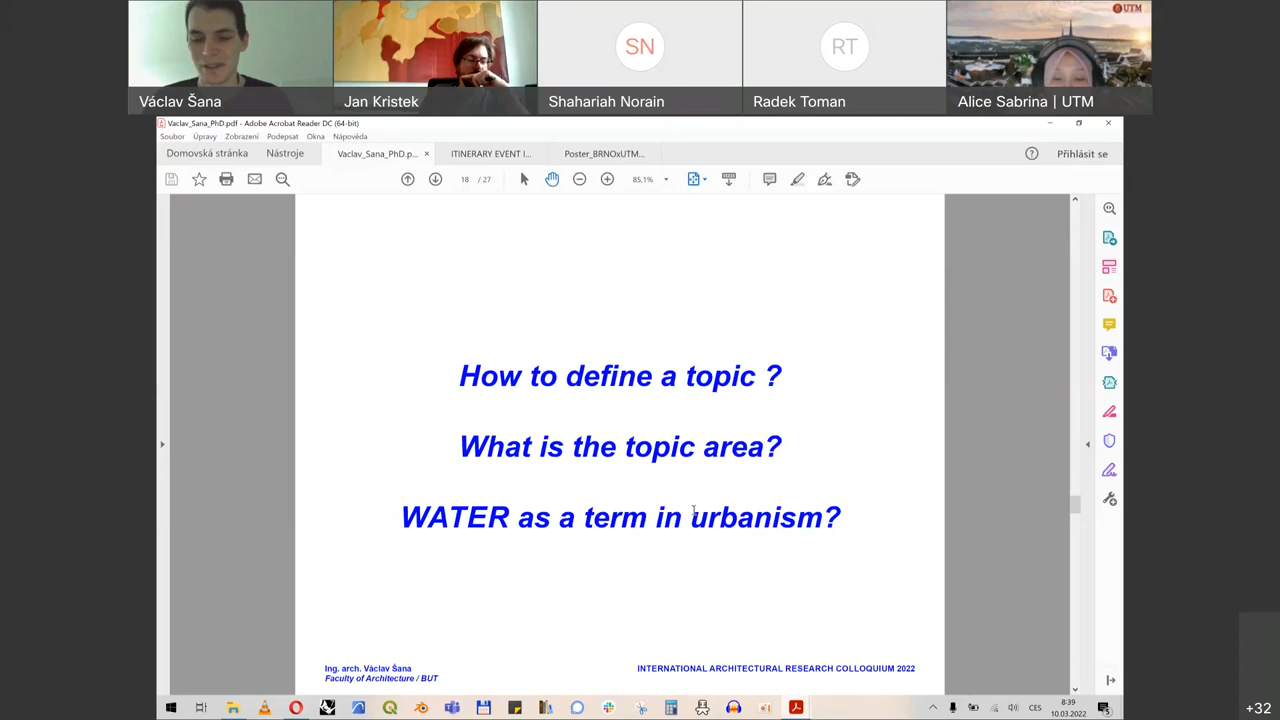 UTM
SN
RT
Václav Šana
Jan Kristek
Shahariah Norain
Radek Toman
Alice Sabrina | UTM
Vaclav_Sana_PhD.pdf - Adobe Acrobat Reader DC (64-bit)
Soubor Úpravy Zobrazení Podepsat Okna Nápověda
Domovská stránka Nástroje Vaclav_Sana_PhD.p... × ITINERARY EVENT I... Poster_BRNOxUTM... Přihlásit se
18 / 27 85,1%
How to define a topic ?
What is the topic area?
WATER as a term in urbanism?
Ing. arch. Václav Šana
Faculty of Architecture / BUT
INTERNATIONAL ARCHITECTURAL RESEARCH COLLOQUIUM 2022
CES
8:39
10.03.2022
+32